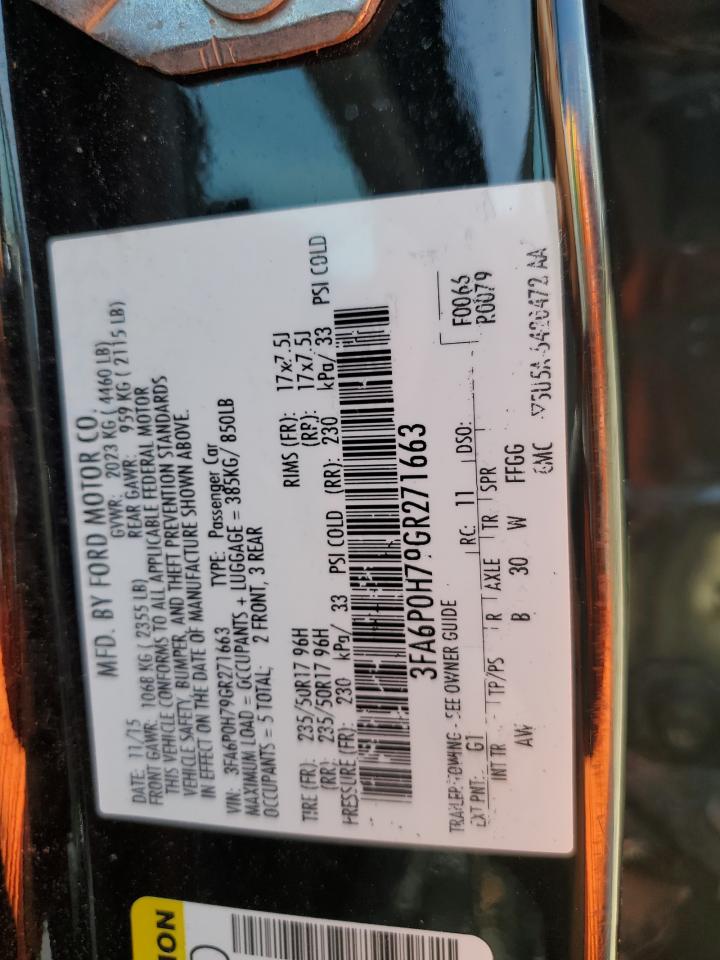 MFD. BY FORD MOTOR CO.
DATE: 11/15 GVWR: 2023 KG ( 4460 LB)
FRONT GAWR: 1068 KG ( 2355 LB) REAR GAWR: 959 KG ( 2115 LB)
THIS VEHICLE CONFORMS TO ALL APPLICABLE FEDERAL MOTOR
VEHICLE SAFETY, BUMPER, AND THEFT PREVENTION STANDARDS
IN EFFECT ON THE DATE OF MANUFACTURE SHOWN ABOVE.
VIN: 3FA6P0H79GR271663 TYPE: Passenger Car
MAXIMUM LOAD = OCCUPANTS + LUGGAGE = 385KG/ 850LB
OCCUPANTS = 5 TOTAL: 2 FRONT, 3 REAR
TIRE (FR): 235/50R17 96H RIMS (FR): 17x7.5J
(RR): 235/50R17 96H (RR): 17x7.5J
PRESSURE (FR): 230 kPa/ 33 PSI COLD (RR): 230 kPa/ 33 PSI COLD
3FA6P0H79GR271663
TRAILER TOWING - SEE OWNER GUIDE F0065
EXT PNT: G1 RC: 11 DSO: R0079
INT TR TP/PS R AXLE TR SPR
AW B 30 W FFGG
ION